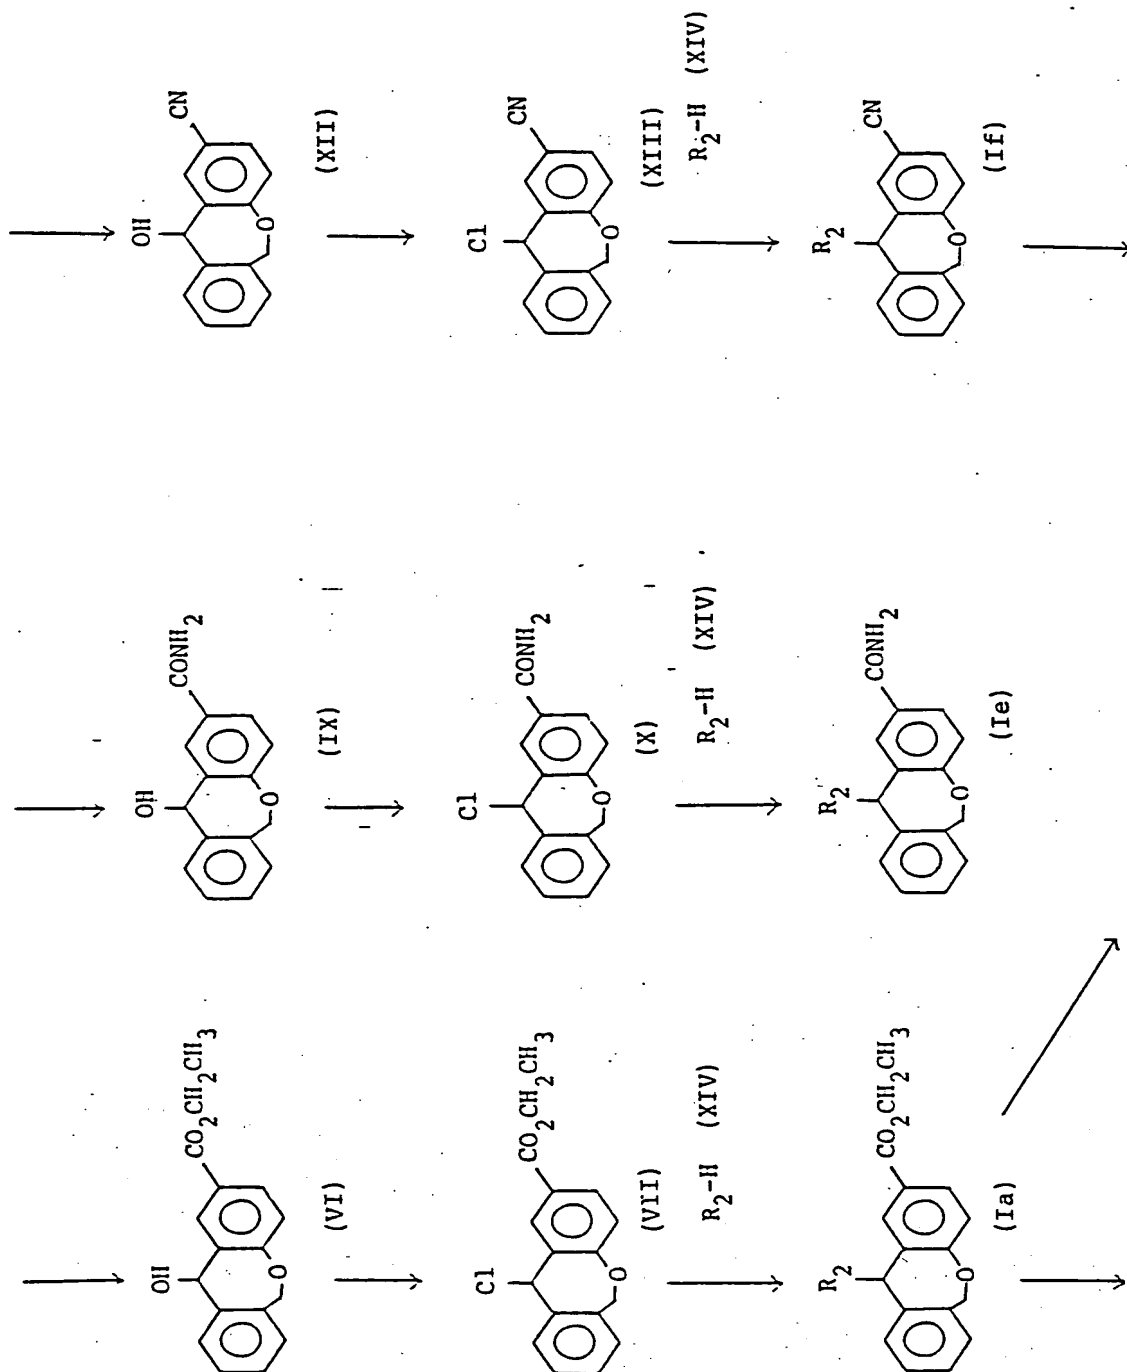 OH
CO2CH2CH3
O
(VI)
Cl
CO2CH2CH3
O
(VII)
R2-H (XIV)
R2
CO2CH2CH3
O
(Ia)
OH
CONH2
O
(IX)
Cl
CONH2
O
(X)
R2-H (XIV)
R2
CONH2
O
(Ie)
OH
CN
O
(XII)
Cl
CN
O
(XIII)
R2-H (XIV)
R2
CN
O
(If)